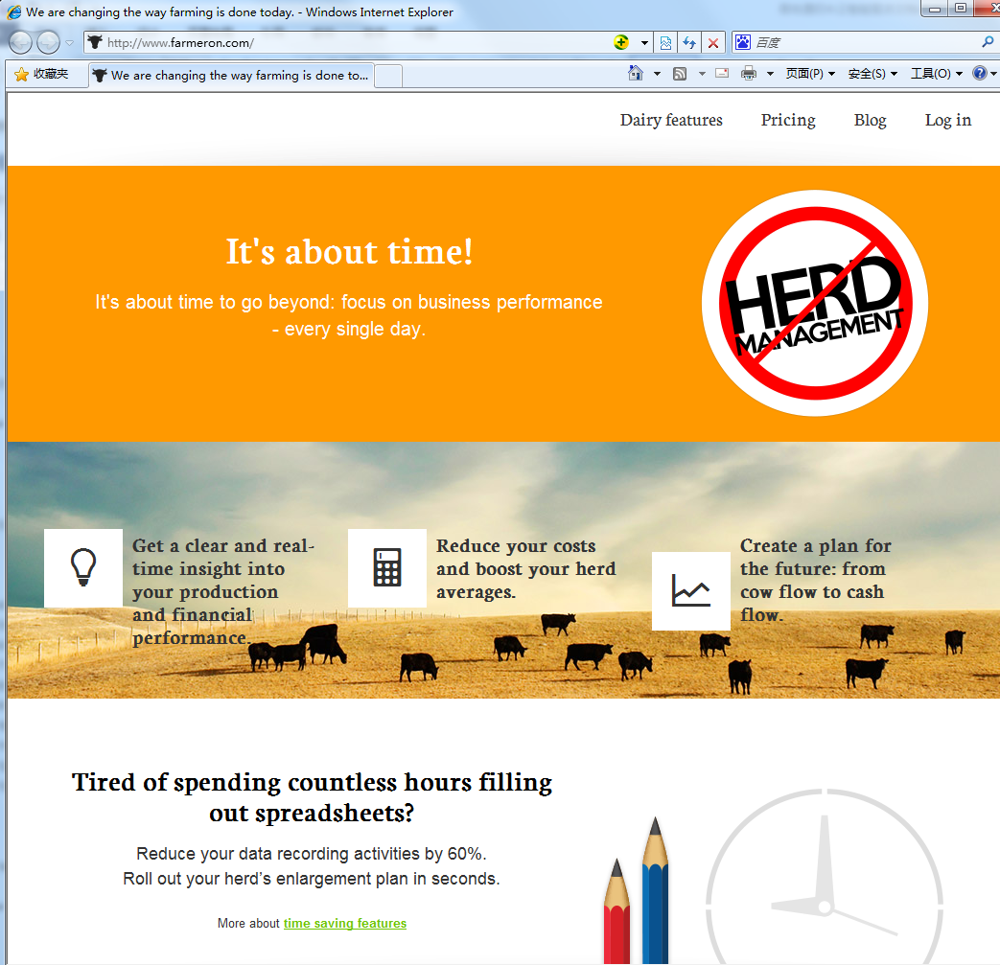 We are changing the way farming is done today. - Windows Internet Explorer
http://www.farmeron.com/
百度
收藏夹
We are changing the way farming is done to...
页面(P)
安全(S)
工具(O)
Dairy features
Pricing
Blog
Log in
It's about time!
It's about time to go beyond: focus on business performance
- every single day.
HERD
MANAGEMENT
Get a clear and real-
time insight into
your production
and financial
performance.
Reduce your costs
and boost your herd
averages.
Create a plan for
the future: from
cow flow to cash
flow.
Tired of spending countless hours filling
out spreadsheets?
Reduce your data recording activities by 60%.
Roll out your herd’s enlargement plan in seconds.
More about time saving features